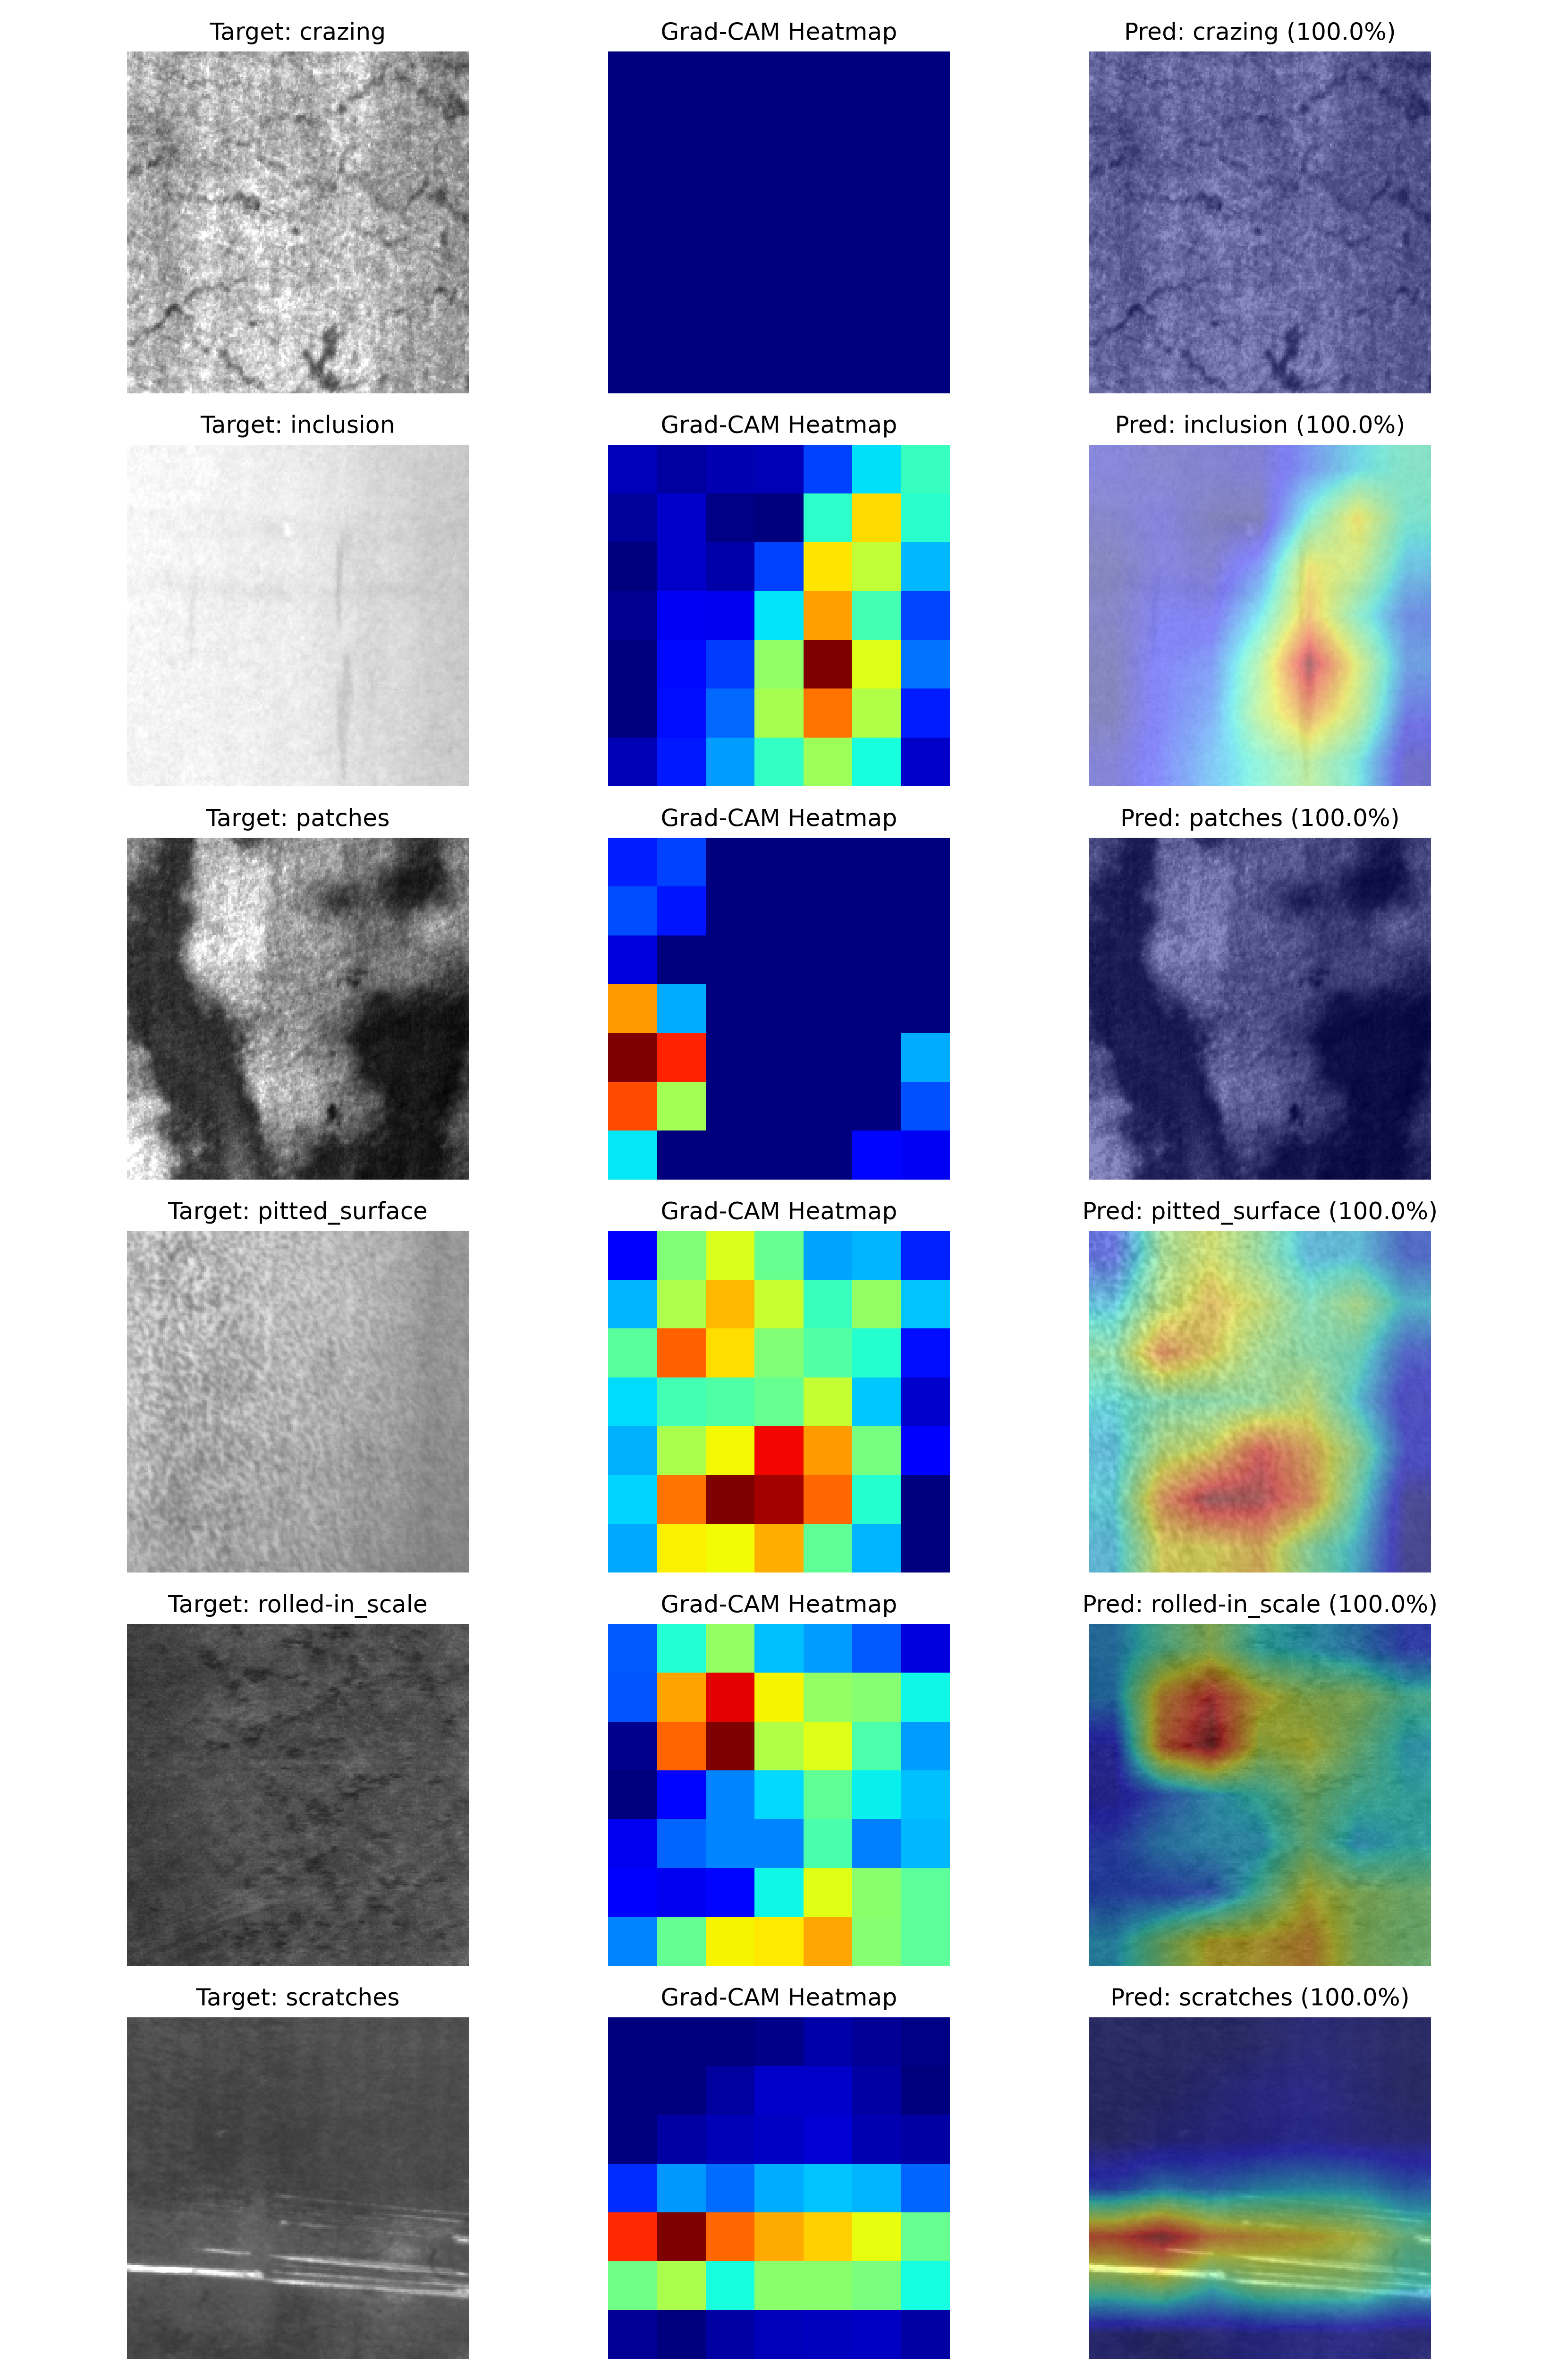 Target: crazing
Grad-CAM Heatmap
Pred: crazing (100.0%)
Target: inclusion
Grad-CAM Heatmap
Pred: inclusion (100.0%)
Target: patches
Grad-CAM Heatmap
Pred: patches (100.0%)
Target: pitted_surface
Grad-CAM Heatmap
Pred: pitted_surface (100.0%)
Target: rolled-in_scale
Grad-CAM Heatmap
Pred: rolled-in_scale (100.0%)
Target: scratches
Grad-CAM Heatmap
Pred: scratches (100.0%)